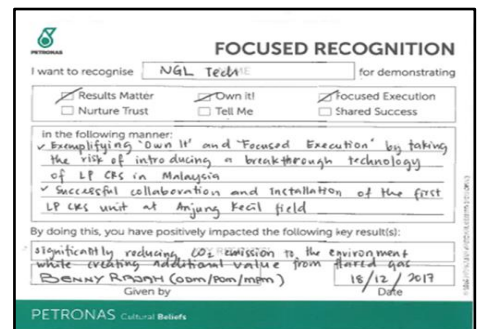 PETRONAS
FOCUSED RECOGNITION
I want to recognise NGL Tech for demonstrating
Results Matter Own it! Focused Execution
Nurture Trust Tell Me Shared Success
in the following manner:
✓ Exemplifying 'Own It' and 'Focused Execution' by taking
the risk of introducing a breakthrough technology
of LP CRS in Malaysia
✓ Successful collaboration and Installation of the first
LP CRS unit at Anjung Kecil field
By doing this, you have positively impacted the following key result(s):
significantly reducing CO2 emission to the environment
while creating additional value from flared gas
BENNY (ODM/POM/MPM) 18/12/2017
Given by Date
PETRONAS Cultural Beliefs